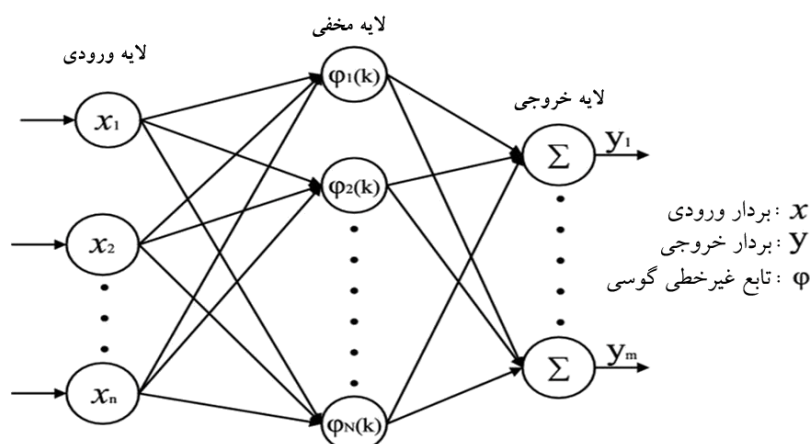 لایه ورودی
لایه مخفی
لایه خروجی
x₁
x₂
xₙ
φ₁(k)
φ₂(k)
φN(k)
Σ
Σ
y₁
yₘ
x : بردار ورودی
y : بردار خروجی
φ : تابع غیرخطی گوسی